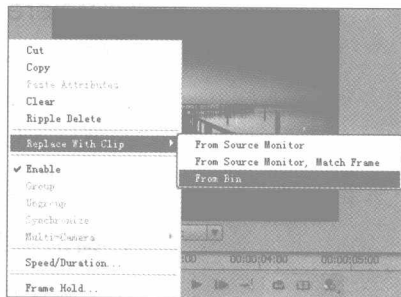 Cut
Copy
Paste Attributes
Clear
Ripple Delete
Replace With Clip
From Source Monitor
From Source Monitor, Match Frame
From Bin
Enable
Group
Ungroup
Synchronize
Multi-Camera
:00 00:00:04:00 00:00:05:00
Speed/Duration...
Frame Hold...